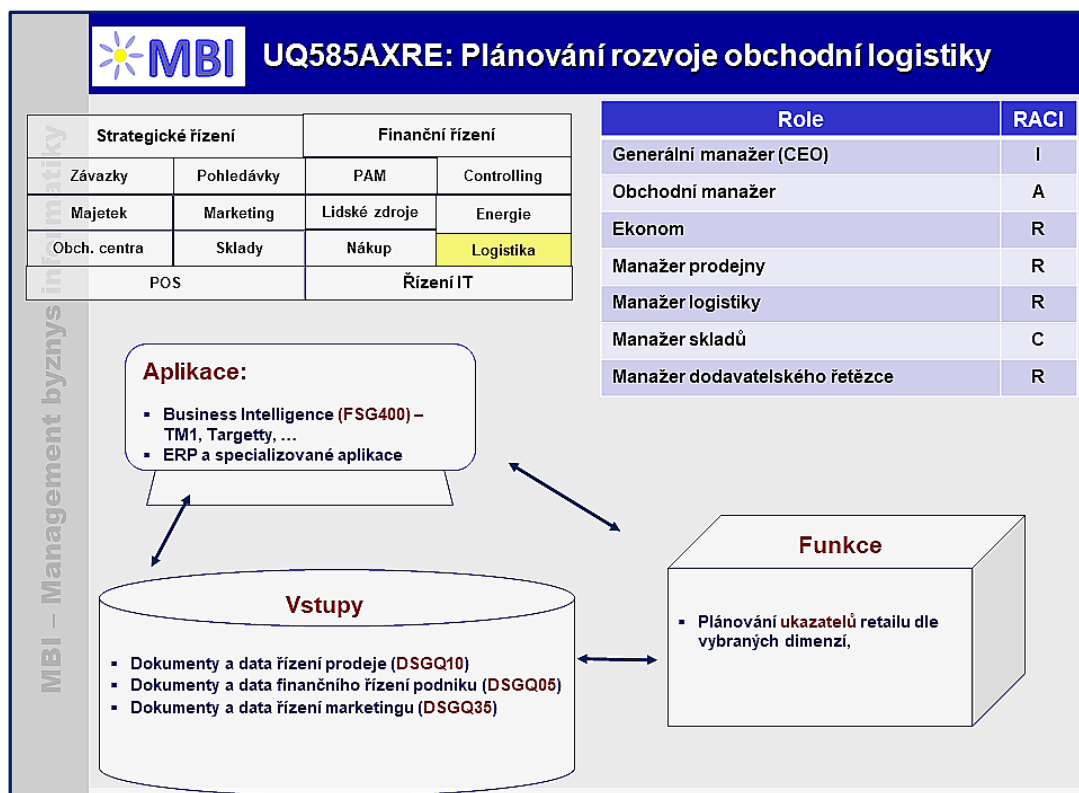 MBI
UQ585AXRE: Plánování rozvoje obchodní logistiky
MBI – Management byznys informatiky
Strategické řízení Finanční řízení
Závazky Pohledávky PAM Controlling
Majetek Marketing Lidské zdroje Energie
Obch. centra Sklady Nákup Logistika
POS Řízení IT
Role RACI
Generální manažer (CEO) I
Obchodní manažer A
Ekonom R
Manažer prodejny R
Manažer logistiky R
Manažer skladů C
Manažer dodavatelského řetězce R
Aplikace:
▪ Business Intelligence (FSG400) –
TM1, Targetty, …
▪ ERP a specializované aplikace
Vstupy
▪ Dokumenty a data řízení prodeje (DSGQ10)
▪ Dokumenty a data finančního řízení podniku (DSGQ05)
▪ Dokumenty a data řízení marketingu (DSGQ35)
Funkce
▪ Plánování ukazatelů retailu dle
vybraných dimenzí,